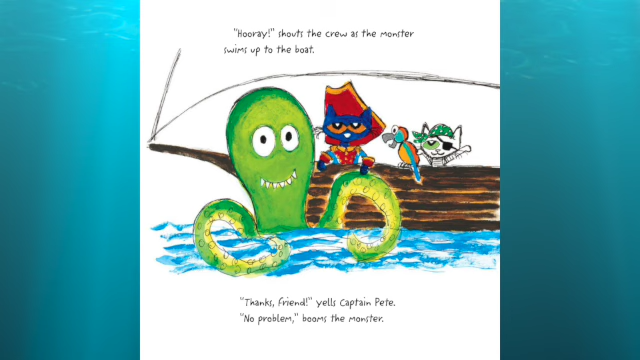 "Hooray!" shouts the crew as the monster
swims up to the boat.
"Thanks, friend!" yells Captain Pete.
"No problem," booms the monster.